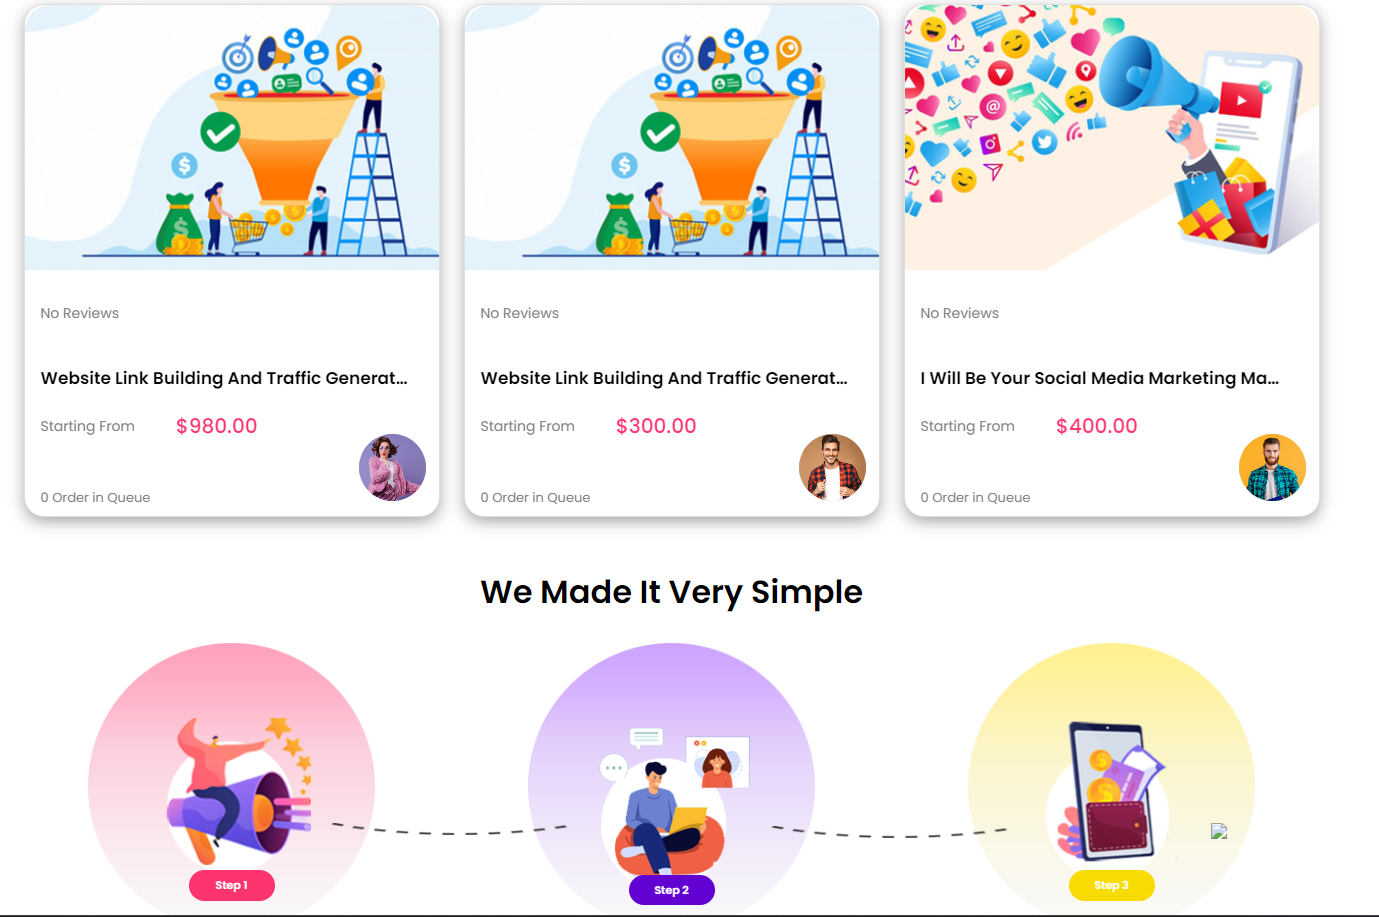 No Reviews
Website Link Building And Traffic Generat...
Starting From $980.00
0 Order in Queue
No Reviews
Website Link Building And Traffic Generat...
Starting From $300.00
0 Order in Queue
No Reviews
I Will Be Your Social Media Marketing Ma...
Starting From $400.00
0 Order in Queue
We Made It Very Simple
Step 1
Step 2
Step 3